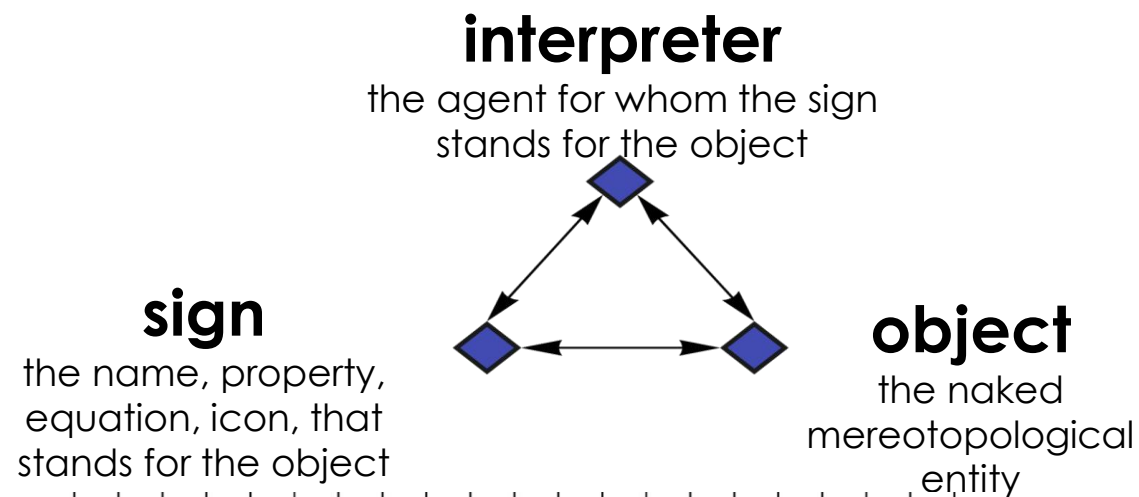 interpreter
the agent for whom the sign
stands for the object
sign
the name, property,
equation, icon, that
stands for the object
object
the naked
mereotopological
entity